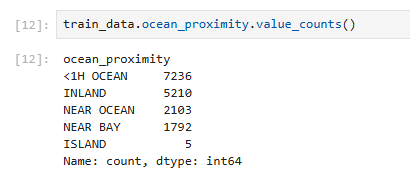 [12]: train_data.ocean_proximity.value_counts()
[12]: ocean_proximity
<1H OCEAN     7236
INLAND        5210
NEAR OCEAN    2103
NEAR BAY      1792
ISLAND           5
Name: count, dtype: int64